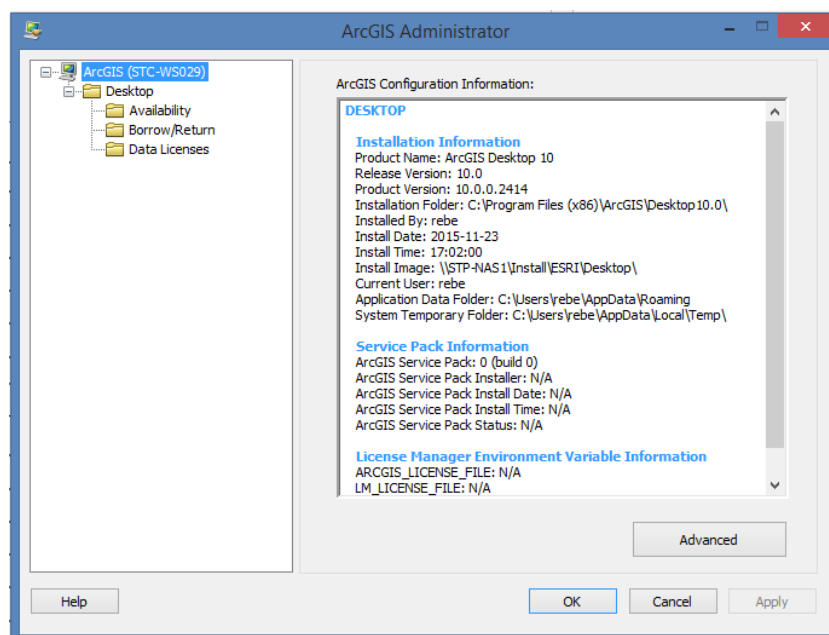 ArcGIS Administrator
ArcGIS (STC-WS029)
Desktop
Availability
Borrow/Return
Data Licenses
ArcGIS Configuration Information:
DESKTOP
Installation Information
Product Name: ArcGIS Desktop 10
Release Version: 10.0
Product Version: 10.0.0.2414
Installation Folder: C:\Program Files (x86)\ArcGIS\Desktop10.0\
Installed By: rebe
Install Date: 2015-11-23
Install Time: 17:02:00
Install Image: \\STP-NAS1\Install\ESRI\Desktop\
Current User: rebe
Application Data Folder: C:\Users\rebe\AppData\Roaming
System Temporary Folder: C:\Users\rebe\AppData\Local\Temp\
Service Pack Information
ArcGIS Service Pack: 0 (build 0)
ArcGIS Service Pack Installer: N/A
ArcGIS Service Pack Install Date: N/A
ArcGIS Service Pack Install Time: N/A
ArcGIS Service Pack Status: N/A
License Manager Environment Variable Information
ARCGIS_LICENSE_FILE: N/A
LM_LICENSE_FILE: N/A
Advanced
Help
OK
Cancel
Apply